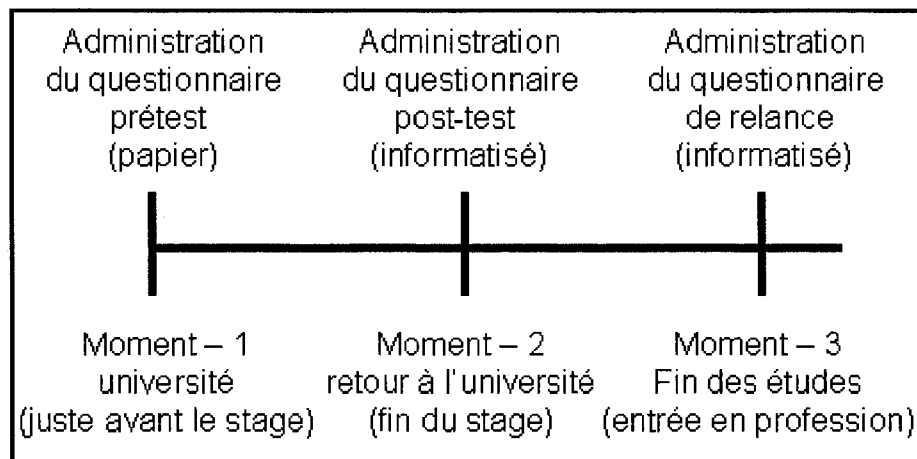 Administration
du questionnaire
prétest
(papier)
Administration
du questionnaire
post-test
(informatisé)
Administration
du questionnaire
de relance
(informatisé)
Moment – 1
université
(juste avant le stage)
Moment – 2
retour à l'université
(fin du stage)
Moment – 3
Fin des études
(entrée en profession)